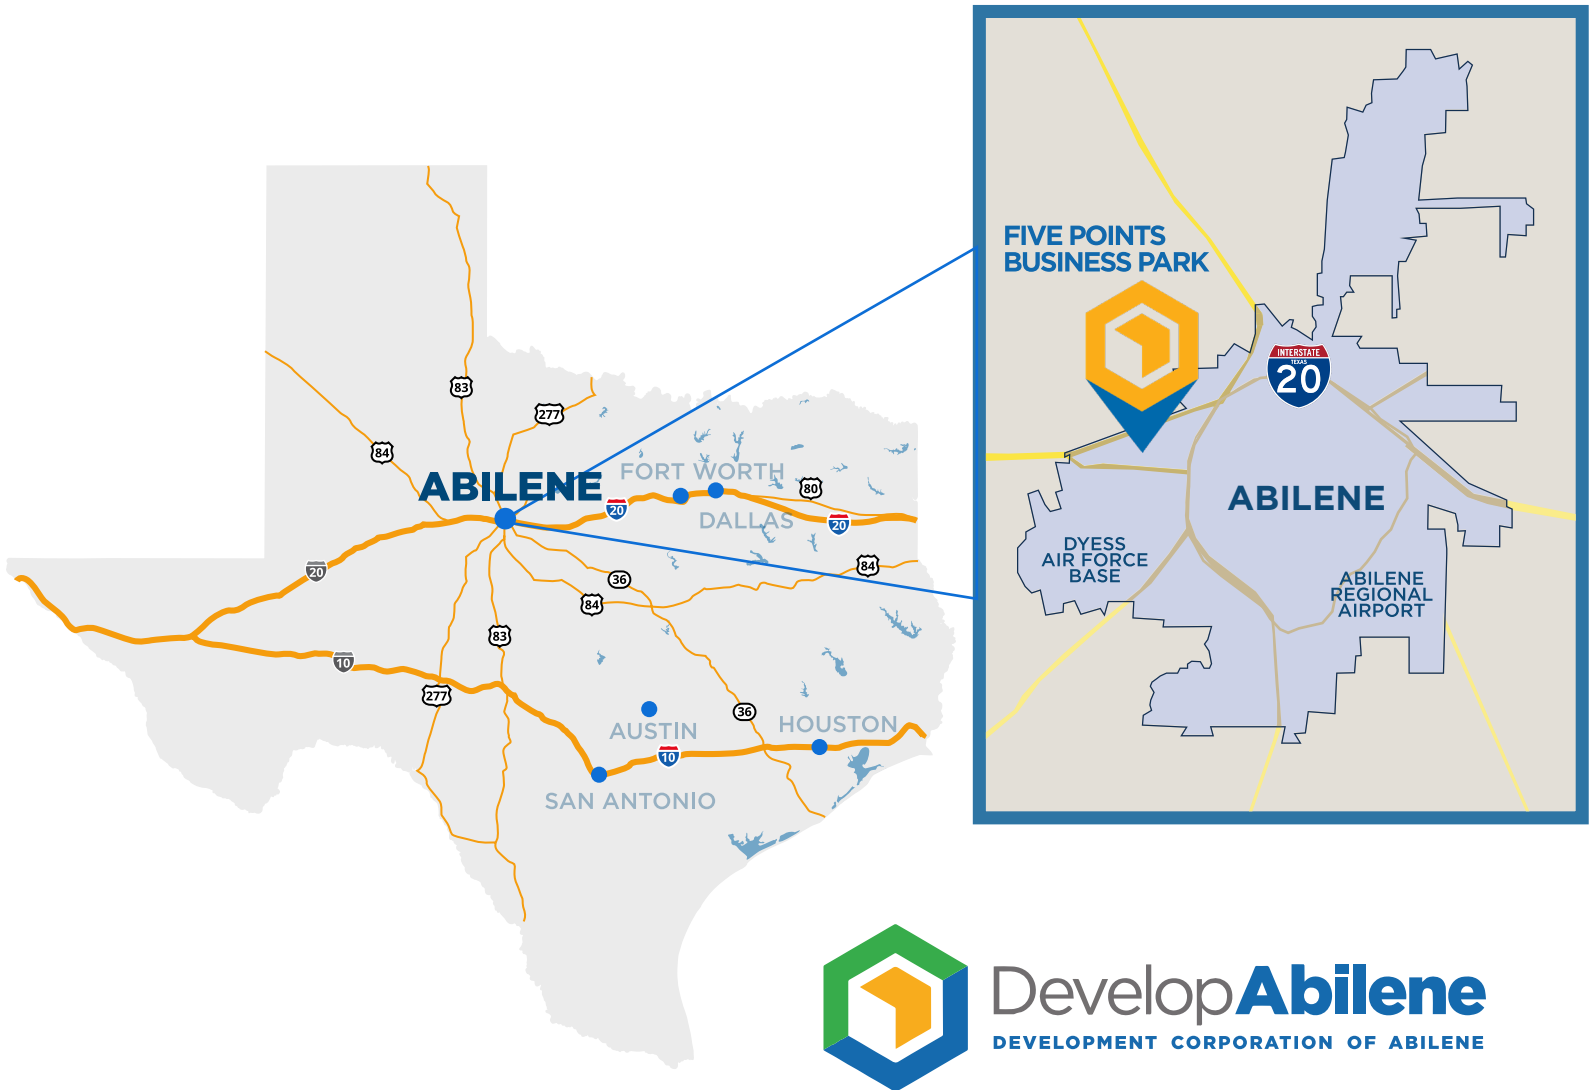 83
277
84
ABILENE
FORT WORTH
80
20
DALLAS
20
20
84
36
84
83
10
277
36
AUSTIN
HOUSTON
10
SAN ANTONIO
FIVE POINTS
BUSINESS PARK
INTERSTATE
TEXAS
20
ABILENE
DYESS
AIR FORCE
BASE
ABILENE
REGIONAL
AIRPORT
DevelopAbilene
DEVELOPMENT CORPORATION OF ABILENE